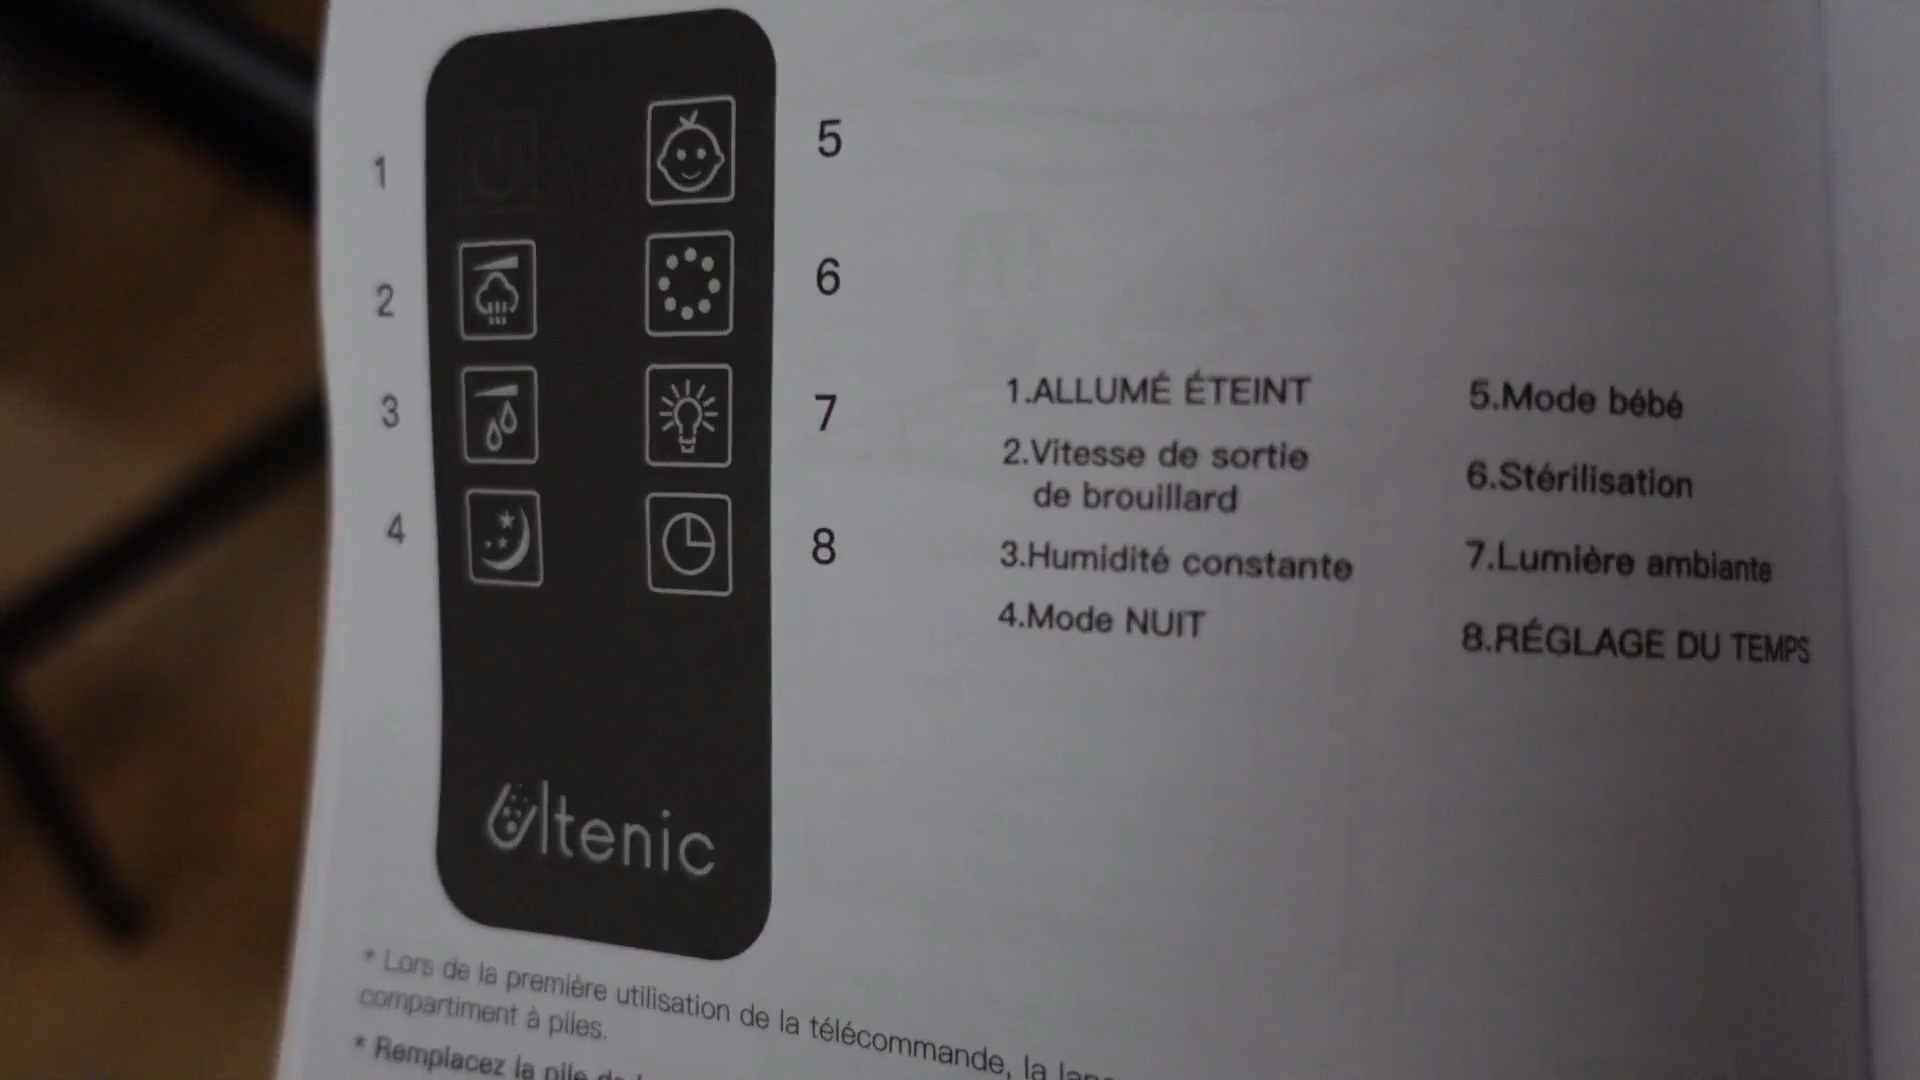 1
2
3
4
5
6
7
8
Ultenic
1.ALLUMÉ ÉTEINT
2.Vitesse de sortie
de brouillard
3.Humidité constante
4.Mode NUIT
5.Mode bébé
6.Stérilisation
7.Lumière ambiante
8.RÉGLAGE DU TEMPS
* Lors de la première utilisation de la télécommande, la
compartiment à piles.
* Remplacez la pile de